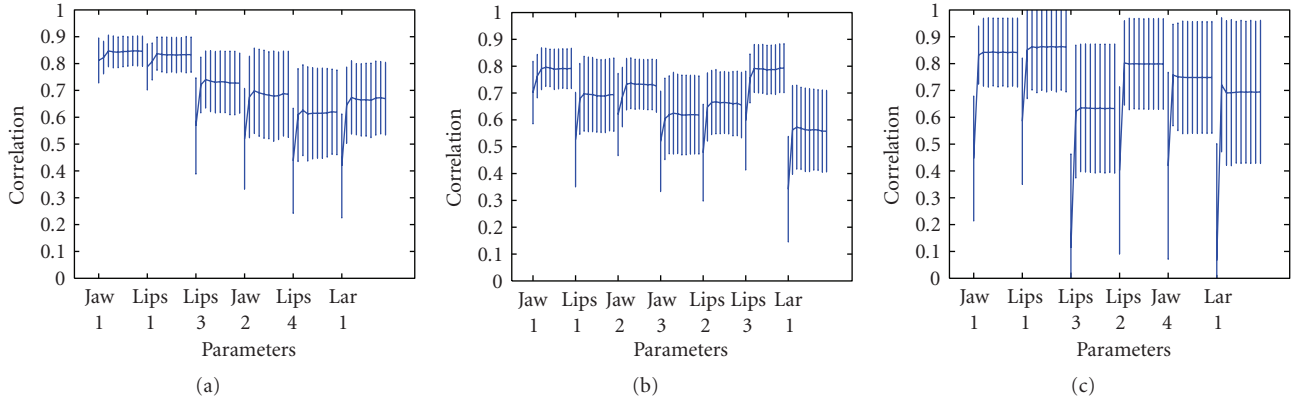 1
0.9
0.8
0.7
0.6
0.5
0.4
0.3
0.2
0.1
0
Correlation
Jaw Lips Lips Jaw Lips Lar
1 1 3 2 4 1
Parameters
(a)
1
0.9
0.8
0.7
0.6
0.5
0.4
0.3
0.2
0.1
0
Correlation
Jaw Lips Jaw Jaw Lips Lips Lar
1 1 2 3 2 3 1
Parameters
(b)
1
0.9
0.8
0.7
0.6
0.5
0.4
0.3
0.2
0.1
0
Correlation
Jaw Lips Lips Lips Jaw Lar
1 1 3 2 4 1
Parameters
(c)